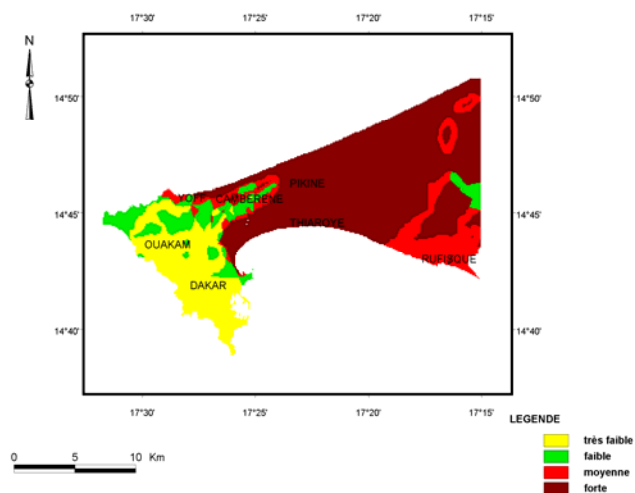 17°30' 17°25' 17°20' 17°15'
N
14°50' 14°50'
PIKINE
YOFF CAMBERENE
14°45' THIAROYE 14°45'
OUAKAM
RUFISQUE
DAKAR
14°40' 14°40'
17°30' 17°25' 17°20' 17°15'
LEGENDE
très faible
0 5 10 Km
faible
moyenne
forte